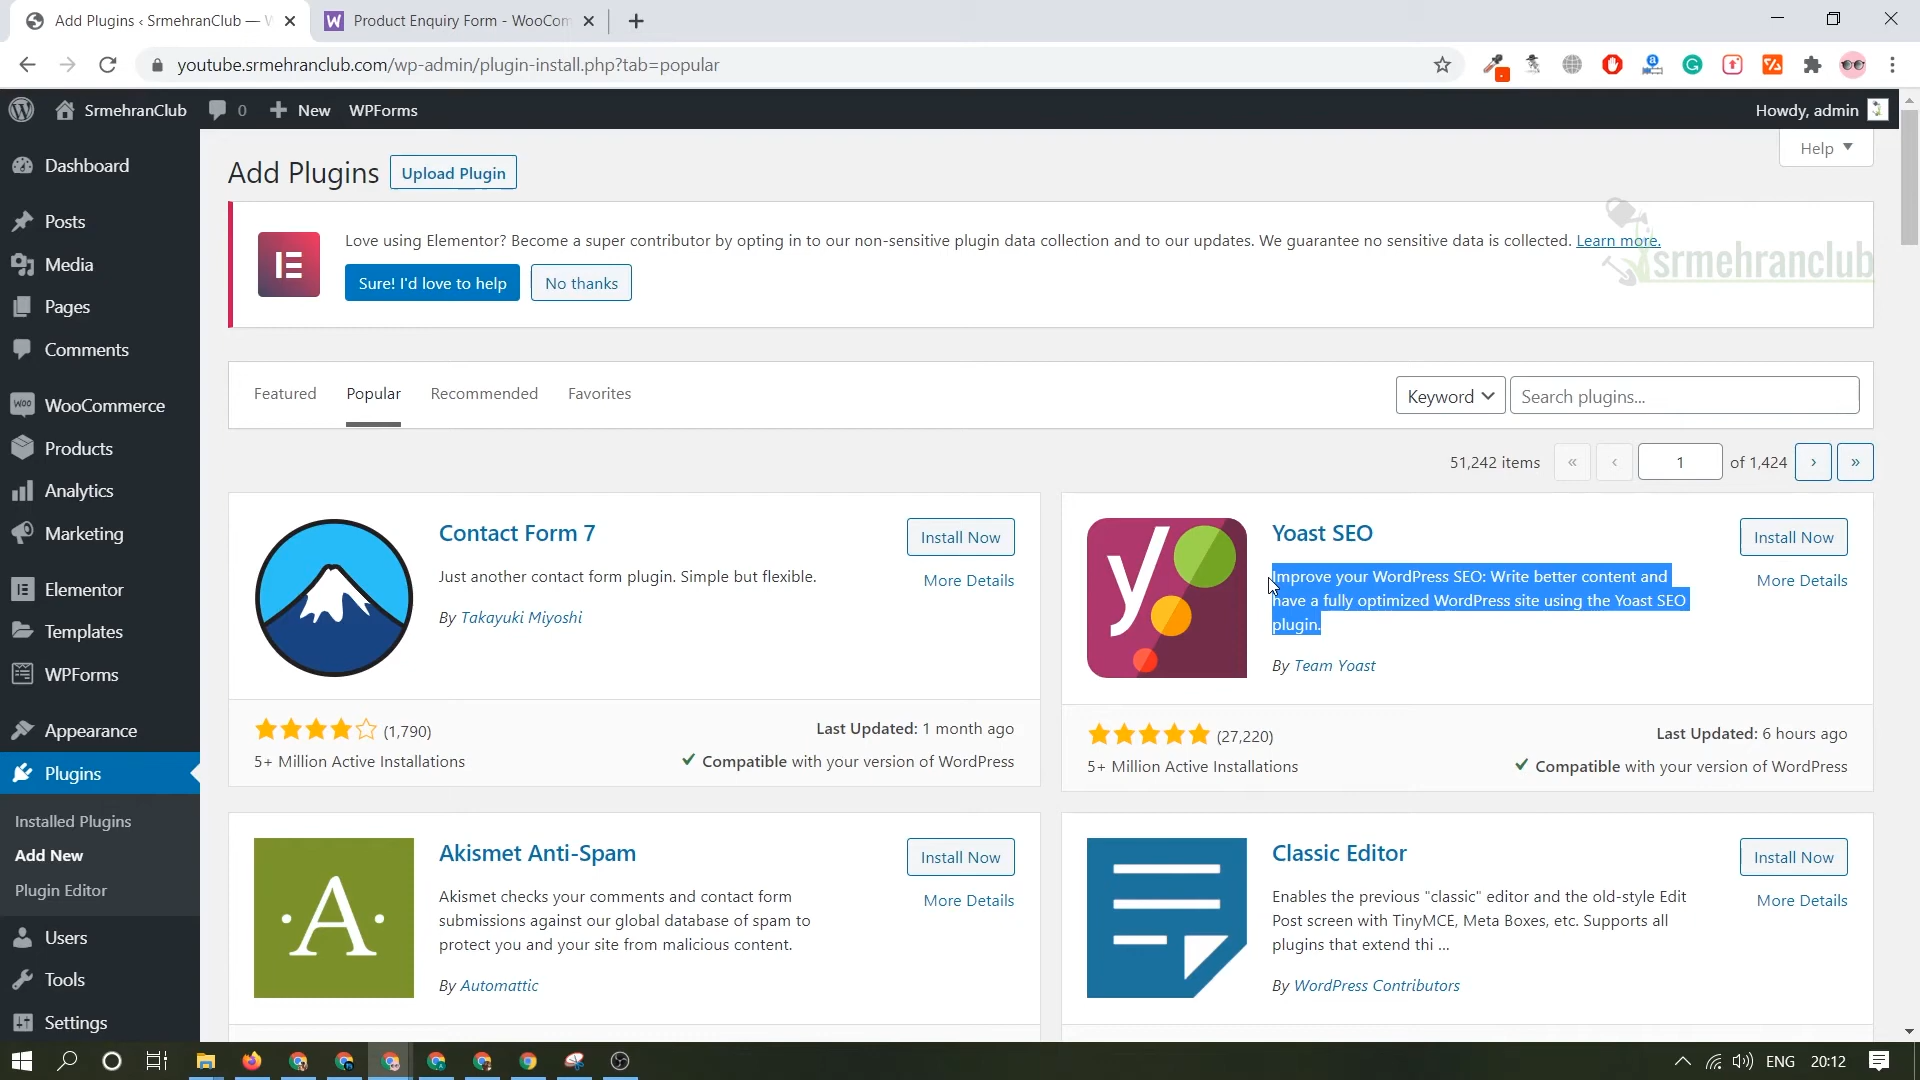 Add Plugins ‹ SrmehranClub — W
Product Enquiry Form - WooCom
youtube.srmehranclub.com/wp-admin/plugin-install.php?tab=popular
SrmehranClub
0
New
WPForms
Howdy, admin
Dashboard
Posts
Media
Pages
Comments
WooCommerce
Products
Analytics
Marketing
Elementor
Templates
WPForms
Appearance
Plugins
Installed Plugins
Add New
Plugin Editor
Users
Tools
Settings
Add Plugins
Upload Plugin
Help
Love using Elementor? Become a super contributor by opting in to our non-sensitive plugin data collection and to our updates. We guarantee no sensitive data is collected. Learn more.
Sure! I'd love to help
No thanks
srmehranclub
Featured
Popular
Recommended
Favorites
Keyword
Search plugins...
51,242 items
«
‹
1
of 1,424
›
»
Contact Form 7
Install Now
More Details
Just another contact form plugin. Simple but flexible.
By Takayuki Miyoshi
(1,790)
5+ Million Active Installations
Last Updated: 1 month ago
Compatible with your version of WordPress
Yoast SEO
Install Now
More Details
Improve your WordPress SEO: Write better content and
have a fully optimized WordPress site using the Yoast SEO
plugin.
By Team Yoast
(27,220)
5+ Million Active Installations
Last Updated: 6 hours ago
Compatible with your version of WordPress
Akismet Anti-Spam
Install Now
More Details
Akismet checks your comments and contact form
submissions against our global database of spam to
protect you and your site from malicious content.
By Automattic
Classic Editor
Install Now
More Details
Enables the previous "classic" editor and the old-style Edit
Post screen with TinyMCE, Meta Boxes, etc. Supports all
plugins that extend thi ...
By WordPress Contributors
ENG
20:12